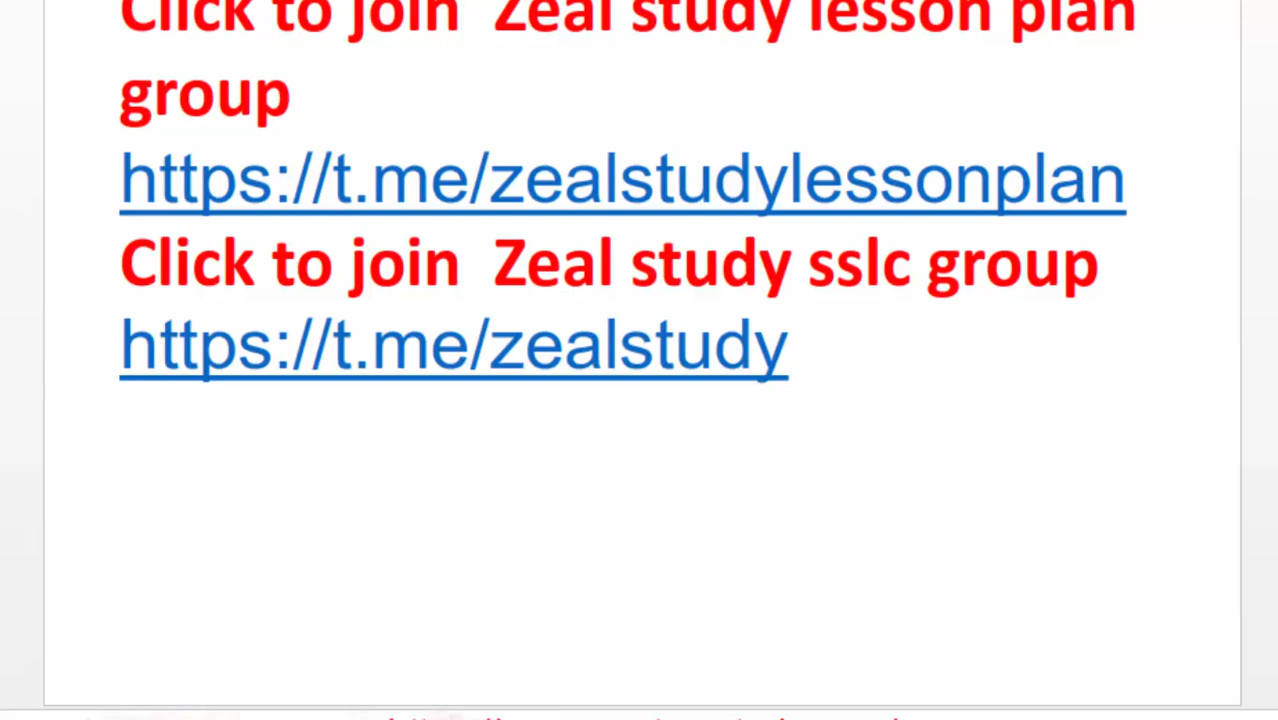 Click to join  Zeal study lesson plan
group
https://t.me/zealstudylessonplan
Click to join  Zeal study sslc group
https://t.me/zealstudy